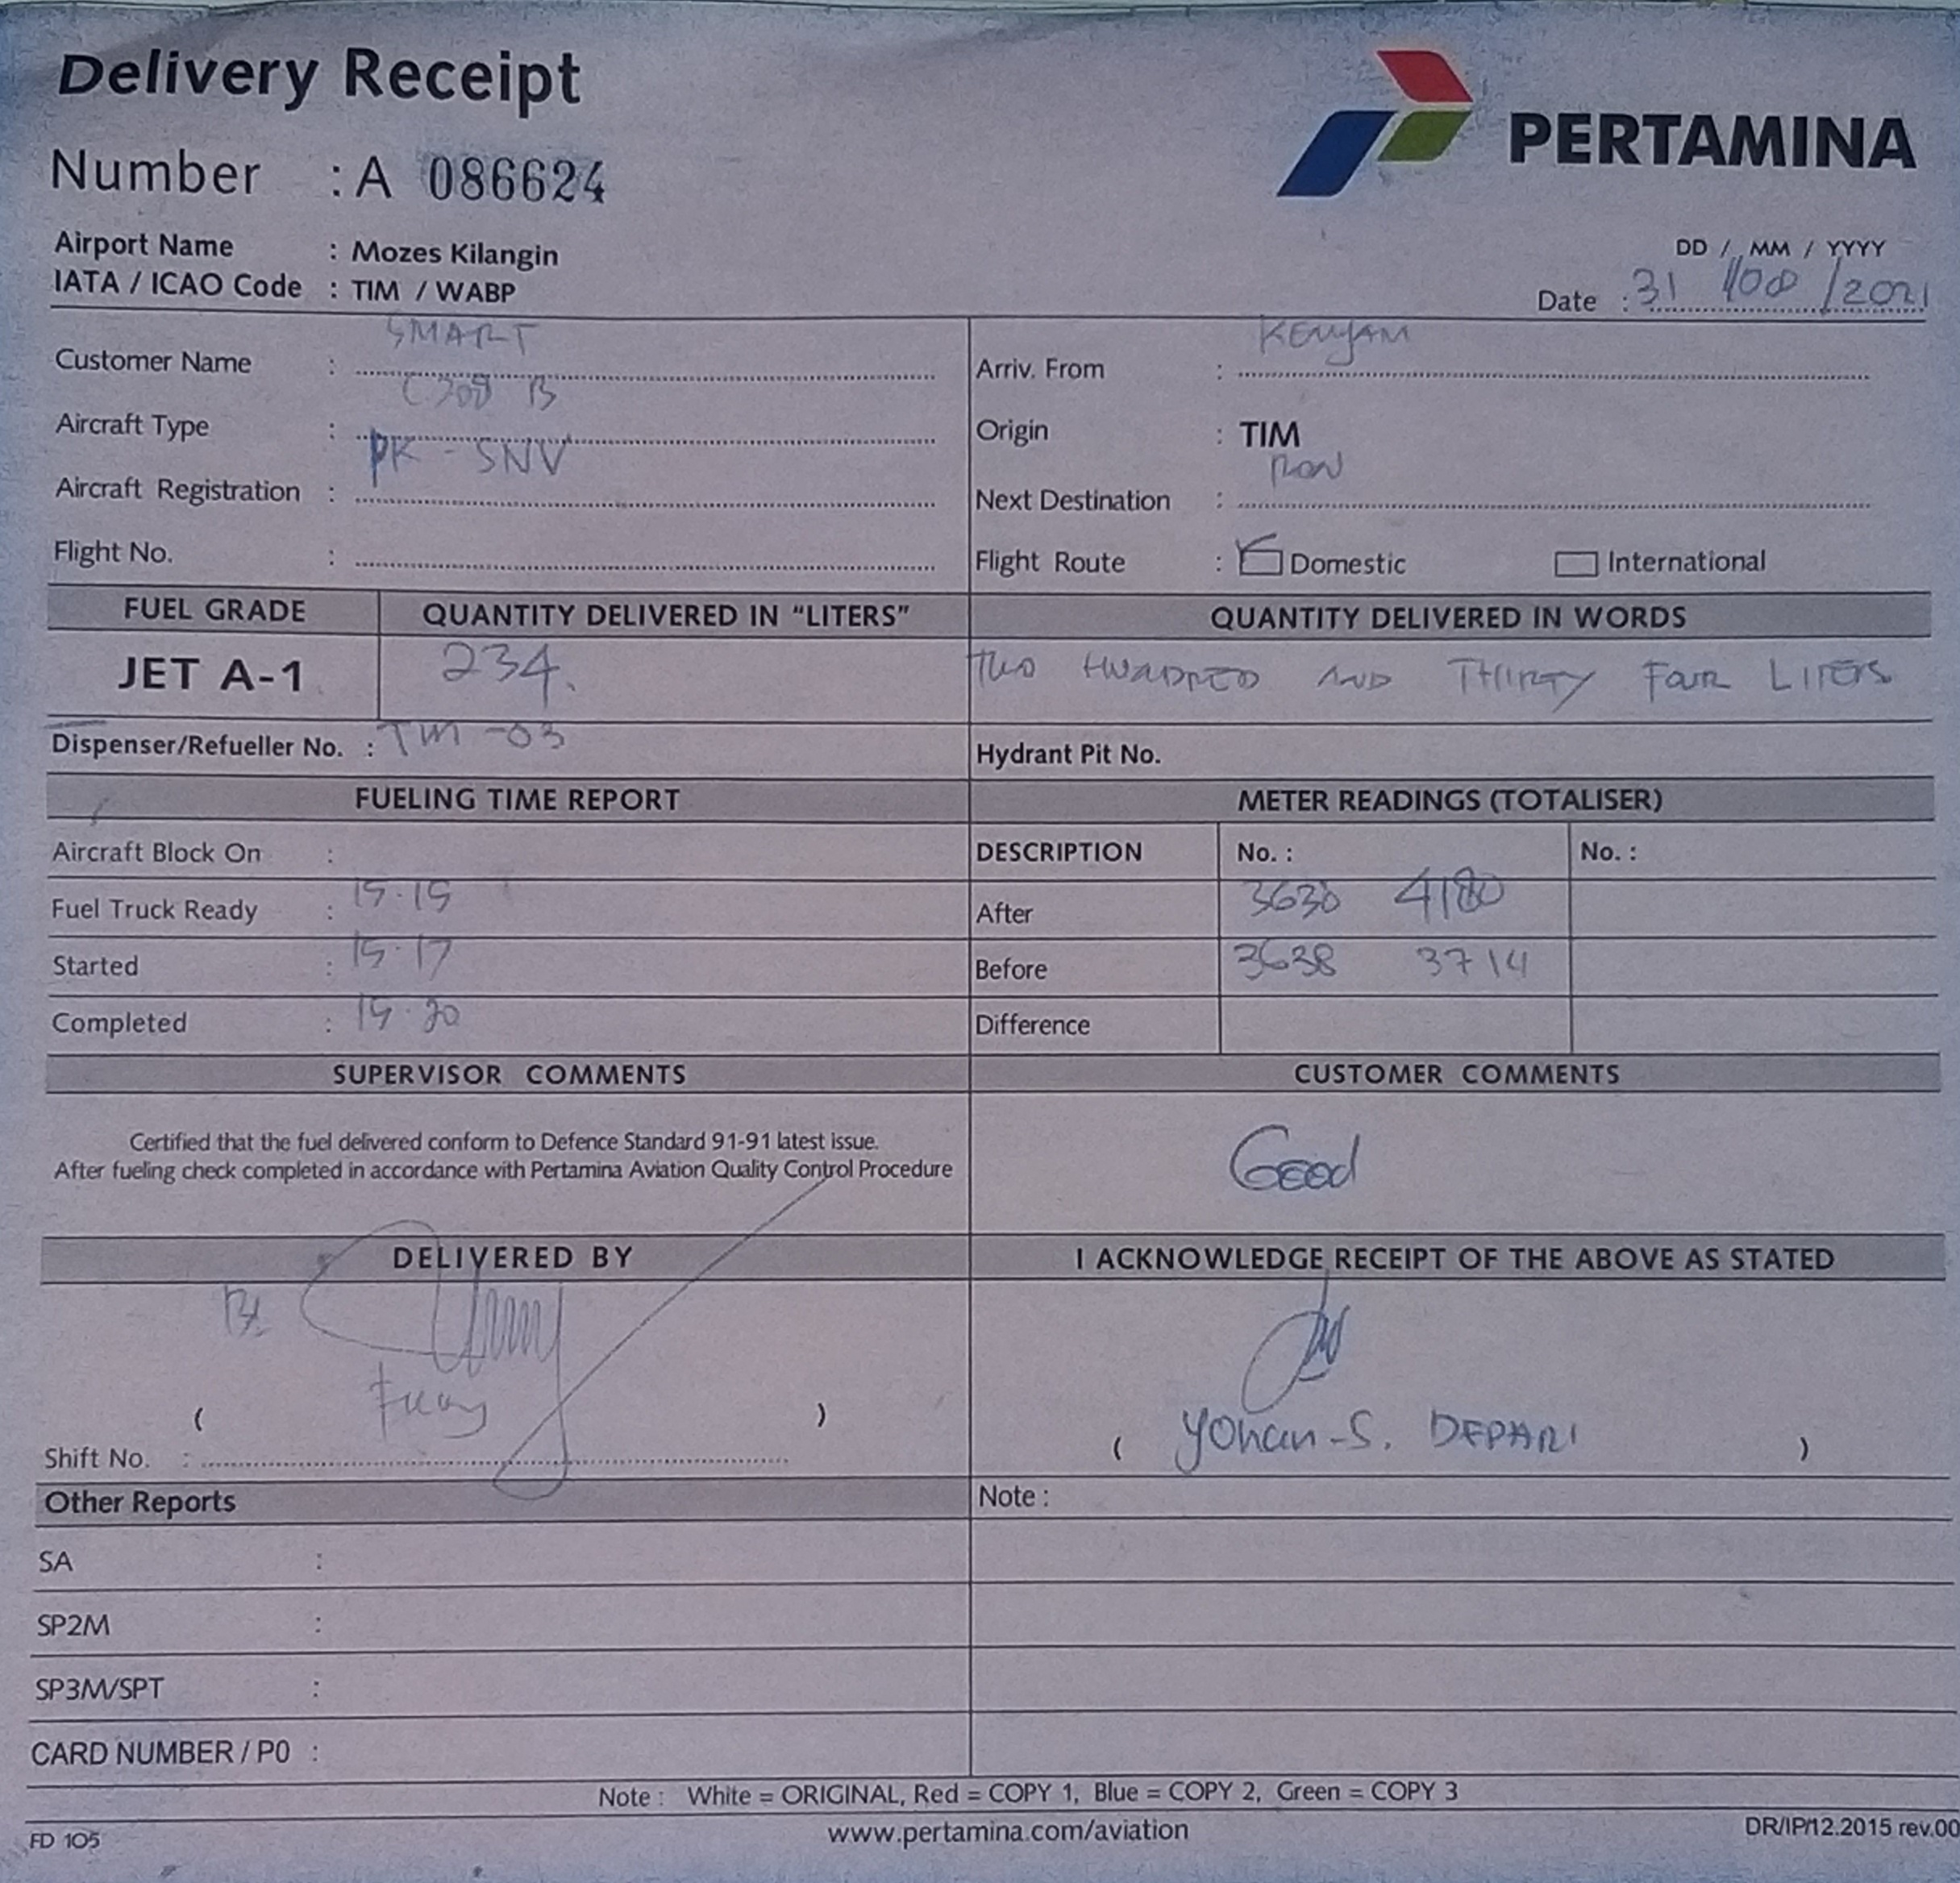 Delivery Receipt
PERTAMINA
Number : A 086624
Airport Name : Mozes Kilangin
IATA / ICAO Code : TIM / WABP
DD / MM / YYYY
Date : 31 /08 /2021
Customer Name : SMART
Arriv. From : KENYAM
Aircraft Type : C208 B
Origin : TIM
Aircraft Registration : PK - SNV
Next Destination : RON
Flight No. :
Flight Route : Domestic International
FUEL GRADE QUANTITY DELIVERED IN "LITERS" QUANTITY DELIVERED IN WORDS
JET A-1 234. TWO HUNDRED AND THIRTY FOUR LITERS
Dispenser/Refueller No. : TIM -03 Hydrant Pit No.
FUELING TIME REPORT METER READINGS (TOTALISER)
Aircraft Block On : DESCRIPTION No. : No. :
Fuel Truck Ready : 15.15 After
Started : 15.17 Before 3638 3714
Completed : 15.20 Difference
SUPERVISOR COMMENTS CUSTOMER COMMENTS
Certified that the fuel delivered conform to Defence Standard 91-91 latest issue.
After fueling check completed in accordance with Pertamina Aviation Quality Control Procedure
Good
DELIVERED BY I ACKNOWLEDGE RECEIPT OF THE ABOVE AS STATED
( )
( Yohan-S. DEPARI )
Shift No. :
Other Reports Note :
SA :
SP2M :
SP3M/SPT :
CARD NUMBER / P0 :
Note : White = ORIGINAL, Red = COPY 1, Blue = COPY 2, Green = COPY 3
FD 105 www.pertamina.com/aviation DR/IP/12.2015 rev.00